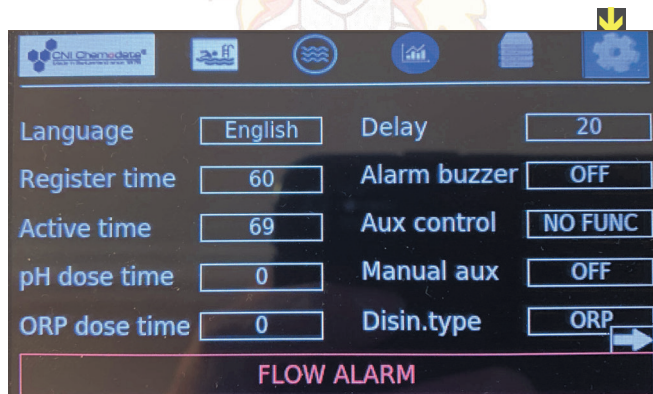 CNI Chemodate®
Language English
Delay 20
Register time 60
Alarm buzzer OFF
Active time 69
Aux control NO FUNC
pH dose time 0
Manual aux OFF
ORP dose time 0
Disin.type ORP
FLOW ALARM